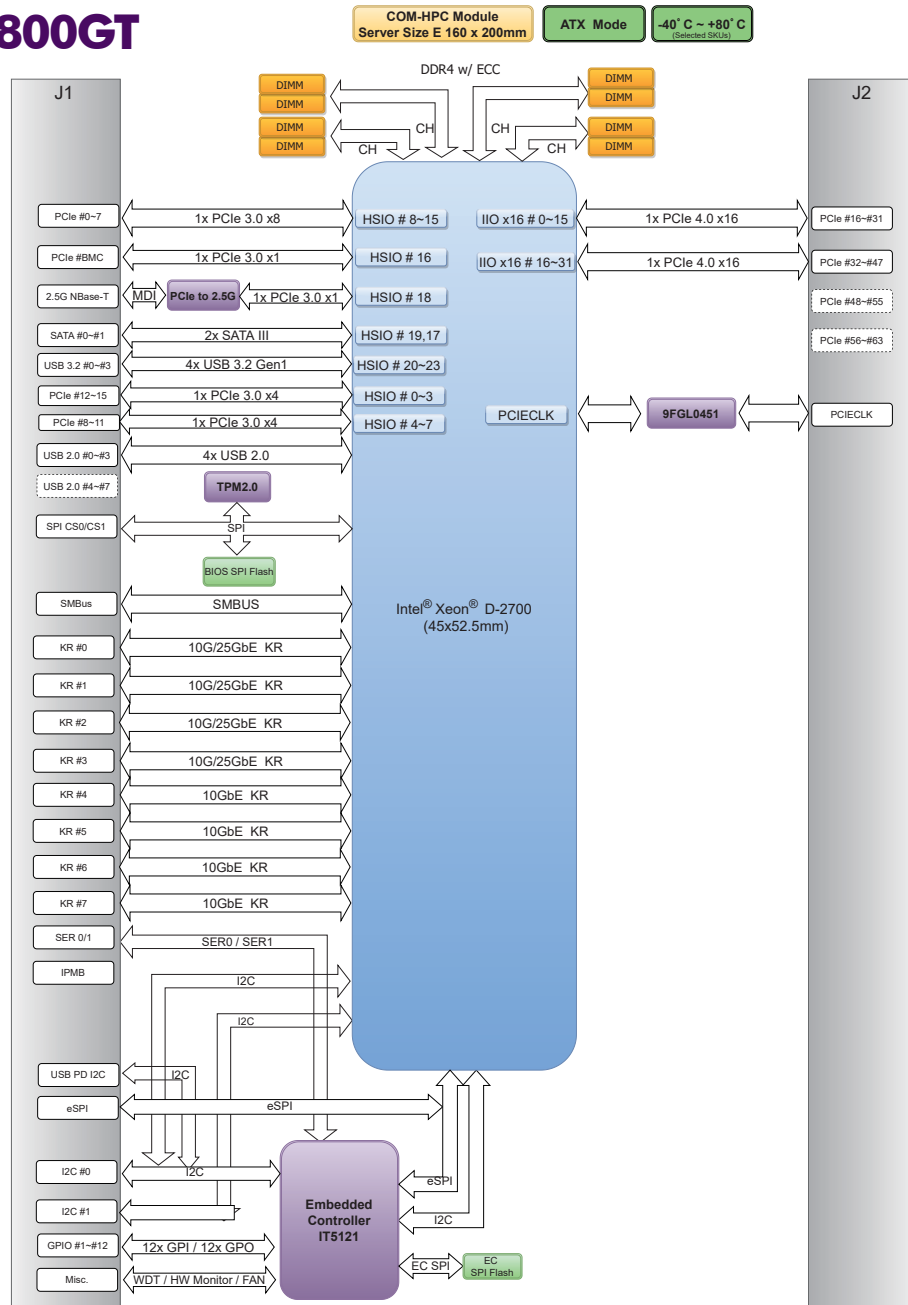 800GT
COM-HPC Module
Server Size E 160 x 200mm
ATX Mode
-40˚ C ~ +80˚ C
(Selected SKUs)
DDR4 w/ ECC
DIMM
DIMM
DIMM
DIMM
DIMM
DIMM
DIMM
DIMM
CH
CH
CH
CH
J1
J2
PCIe #0~7
1x PCIe 3.0 x8
HSIO # 8~15
IIO x16 # 0~15
1x PCIe 4.0 x16
PCIe #16~#31
PCIe #BMC
1x PCIe 3.0 x1
HSIO # 16
IIO x16 # 16~31
1x PCIe 4.0 x16
PCIe #32~#47
2.5G NBase-T
MDI
PCIe to 2.5G
1x PCIe 3.0 x1
HSIO # 18
PCIe #48~#55
SATA #0~#1
2x SATA III
HSIO # 19,17
PCIe #56~#63
USB 3.2 #0~#3
4x USB 3.2 Gen1
HSIO # 20~23
PCIe #12~15
1x PCIe 3.0 x4
HSIO # 0~3
PCIe #8~11
1x PCIe 3.0 x4
HSIO # 4~7
PCIECLK
9FGL0451
PCIECLK
USB 2.0 #0~#3
4x USB 2.0
USB 2.0 #4~#7
TPM2.0
SPI CS0/CS1
SPI
BIOS SPI Flash
SMBus
SMBUS
Intel® Xeon® D-2700
(45x52.5mm)
KR #0
10G/25GbE KR
KR #1
10G/25GbE KR
KR #2
10G/25GbE KR
KR #3
10G/25GbE KR
KR #4
10GbE KR
KR #5
10GbE KR
KR #6
10GbE KR
KR #7
10GbE KR
SER 0/1
SER0 / SER1
IPMB
I2C
I2C
USB PD I2C
I2C
eSPI
eSPI
I2C #0
I2C
eSPI
I2C #1
I2C
Embedded
Controller
IT5121
GPIO #1~#12
12x GPI / 12x GPO
EC SPI
EC
SPI Flash
Misc.
WDT / HW Monitor / FAN